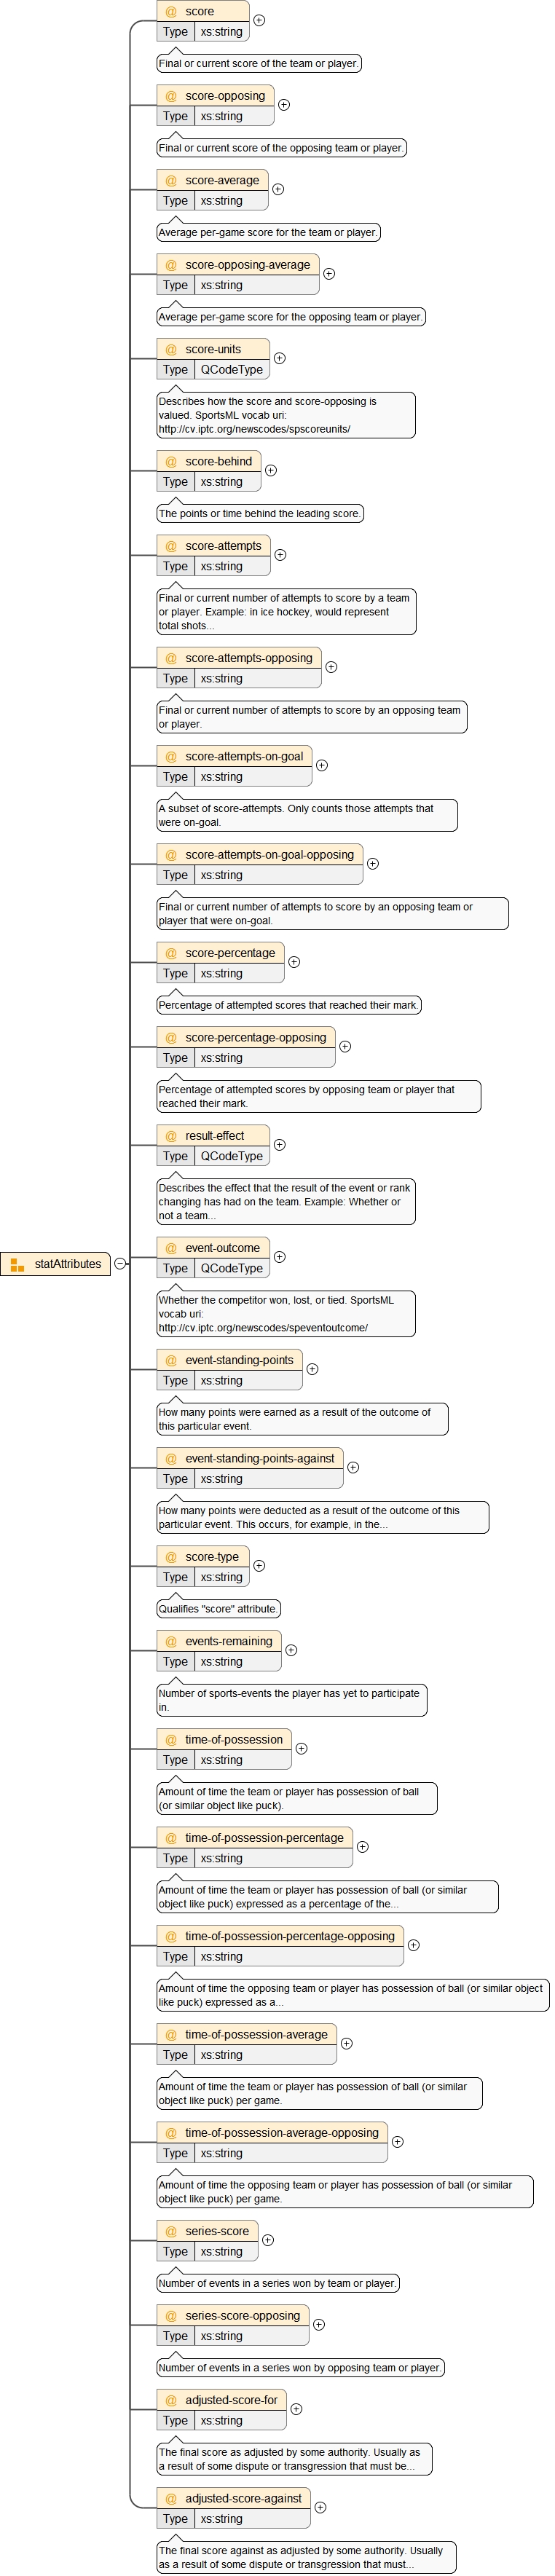 @ score
Type xs:string
Final or current score of the team or player.
@ score-opposing
Type xs:string
Final or current score of the opposing team or player.
@ score-average
Type xs:string
Average per-game score for the team or player.
@ score-opposing-average
Type xs:string
Average per-game score for the opposing team or player.
@ score-units
Type QCodeType
Describes how the score and score-opposing is
valued. SportsML vocab uri:
http://cv.iptc.org/newscodes/spscoreunits/
@ score-behind
Type xs:string
The points or time behind the leading score.
@ score-attempts
Type xs:string
Final or current number of attempts to score by a team
or player. Example: in ice hockey, would represent
total shots...
@ score-attempts-opposing
Type xs:string
Final or current number of attempts to score by an opposing team
or player.
@ score-attempts-on-goal
Type xs:string
A subset of score-attempts. Only counts those attempts that
were on-goal.
@ score-attempts-on-goal-opposing
Type xs:string
Final or current number of attempts to score by an opposing team or
player that were on-goal.
@ score-percentage
Type xs:string
Percentage of attempted scores that reached their mark.
@ score-percentage-opposing
Type xs:string
Percentage of attempted scores by opposing team or player that
reached their mark.
@ result-effect
Type QCodeType
Describes the effect that the result of the event or rank
changing has had on the team. Example: Whether or
not a team...
statAttributes
@ event-outcome
Type QCodeType
Whether the competitor won, lost, or tied. SportsML
vocab uri:
http://cv.iptc.org/newscodes/speventoutcome/
@ event-standing-points
Type xs:string
How many points were earned as a result of the outcome of
this particular event.
@ event-standing-points-against
Type xs:string
How many points were deducted as a result of the outcome of this
particular event. This occurs, for example, in the...
@ score-type
Type xs:string
Qualifies "score" attribute.
@ events-remaining
Type xs:string
Number of sports-events the player has yet to participate
in.
@ time-of-possession
Type xs:string
Amount of time the team or player has possession of ball
(or similar object like puck).
@ time-of-possession-percentage
Type xs:string
Amount of time the team or player has possession of ball (or similar
object like puck) expressed as a percentage of the...
@ time-of-possession-percentage-opposing
Type xs:string
Amount of time the opposing team or player has possession of ball (or similar object
like puck) expressed as a...
@ time-of-possession-average
Type xs:string
Amount of time the team or player has possession of ball (or similar
object like puck) per game.
@ time-of-possession-average-opposing
Type xs:string
Amount of time the opposing team or player has possession of ball (or similar
object like puck) per game.
@ series-score
Type xs:string
Number of events in a series won by team or player.
@ series-score-opposing
Type xs:string
Number of events in a series won by opposing team or player.
@ adjusted-score-for
Type xs:string
The final score as adjusted by some authority. Usually as
a result of some dispute or transgression that must be...
@ adjusted-score-against
Type xs:string
The final score against as adjusted by some authority. Usually
as a result of some dispute or transgression that must...